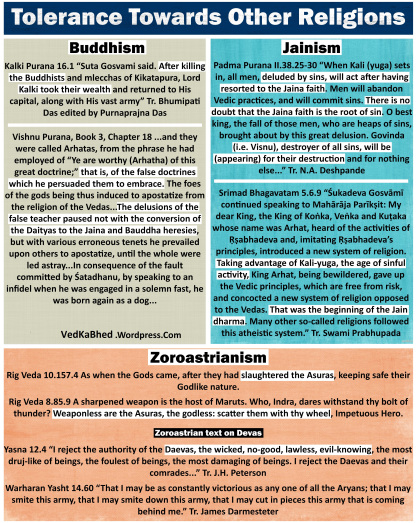 Tolerance Towards Other Religions
Buddhism
Kalki Purana 16.1 “Suta Gosvami said. After killing
the Buddhists and mlecchas of Kikatapura, Lord
Kalki took their wealth and returned to His
capital, along with His vast army” Tr. Bhumipati
Das edited by Purnaprajna Das
Vishnu Purana, Book 3, Chapter 18 ...and they
were called Arhatas, from the phrase he had
employed of “Ye are worthy (Arhatha) of this
great doctrine;” that is, of the false doctrines
which he persuaded them to embrace. The foes
of the gods being thus induced to apostatize from
the religion of the Vedas...The delusions of the
false teacher paused not with the conversion of
the Daityas to the Jaina and Bauddha heresies,
but with various erroneous tenets he prevailed
upon others to apostatize, until the whole were
led astray...In consequence of the fault
committed by Śatadhanu, by speaking to an
infidel when he was engaged in a solemn fast, he
was born again as a dog...
VedKaBhed .Wordpress.Com
Jainism
Padma Purana II.38.25-30 “When Kali (yuga) sets
in, all men, deluded by sins, will act after having
resorted to the Jaina faith. Men will abandon
Vedic practices, and will commit sins. There is no
doubt that the Jaina faith is the root of sin. O best
king, the fall of those men, who are heaps of sins,
brought about by this great delusion. Govinda
(i.e. Visnu), destroyer of all sins, will be
(appearing) for their destruction and for nothing
else...” Tr. N.A. Deshpande
Srimad Bhagavatam 5.6.9 “Śukadeva Gosvāmī
continued speaking to Mahārāja Parīkṣit: My
dear King, the King of Koṅka, Veṅka and Kuṭaka
whose name was Arhat, heard of the activities of
Ṛṣabhadeva and, imitating Ṛṣabhadeva’s
principles, introduced a new system of religion.
Taking advantage of Kali-yuga, the age of sinful
activity, King Arhat, being bewildered, gave up
the Vedic principles, which are free from risk,
and concocted a new system of religion opposed
to the Vedas. That was the beginning of the Jain
dharma. Many other so-called religions followed
this atheistic system.” Tr. Swami Prabhupada
Zoroastrianism
Rig Veda 10.157.4 As when the Gods came, after they had slaughtered the Asuras, keeping safe their
Godlike nature.
Rig Veda 8.85.9 A sharpened weapon is the host of Maruts. Who, Indra, dares withstand thy bolt of
thunder? Weaponless are the Asuras, the godless: scatter them with thy wheel, Impetuous Hero.
Zoroastrian text on Devas
Yasna 12.4 “I reject the authority of the Daevas, the wicked, no-good, lawless, evil-knowing, the most
druj-like of beings, the foulest of beings, the most damaging of beings. I reject the Daevas and their
comrades...” Tr. J.H. Peterson
Warharan Yasht 14.60 “That I may be as constantly victorious as any one of all the Aryans; that I may
smite this army, that I may smite down this army, that I may cut in pieces this army that is coming
behind me.” Tr. James Darmesteter